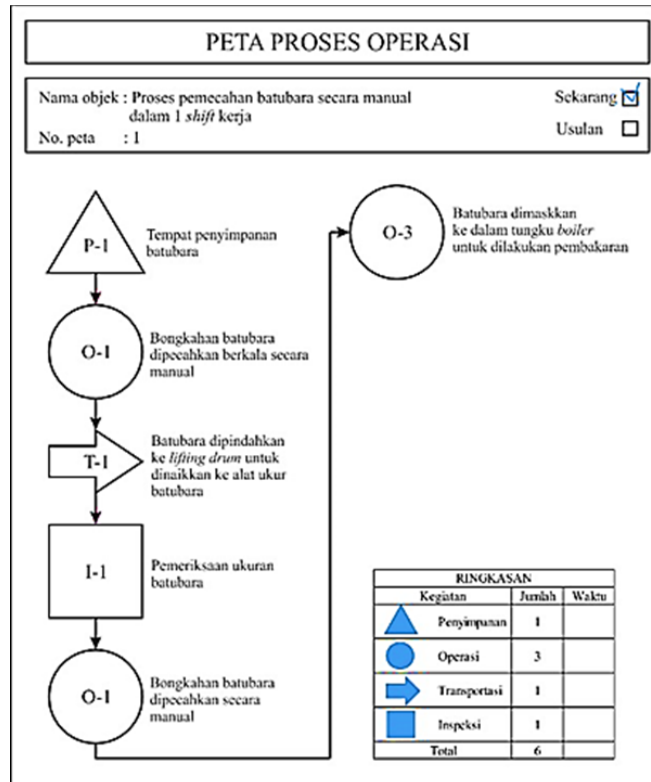 PETA PROSES OPERASI
Nama objek : Proses pemecahan batubara secara manual
dalam 1 shift kerja
No. peta : 1
Sekarang
Usulan
P-1
Tempat penyimpanan
batubara
O-1
Bongkahan batubara
dipecahkan berkala secara
manual
T-1
Batubara dipindahkan
ke lifting drum untuk
dinaikkan ke alat ukur
batubara
I-1
Pemeriksaan ukuran
batubara
O-1
Bongkahan batubara
dipecahkan secara
manual
O-3
Batubara dimaskkan
ke dalam tungku boiler
untuk dilakukan pembakaran
RINGKASAN
Kegiatan Jumlah Waktu
Penyimpanan 1
Operasi 3
Transportasi 1
Inspeksi 1
Total 6